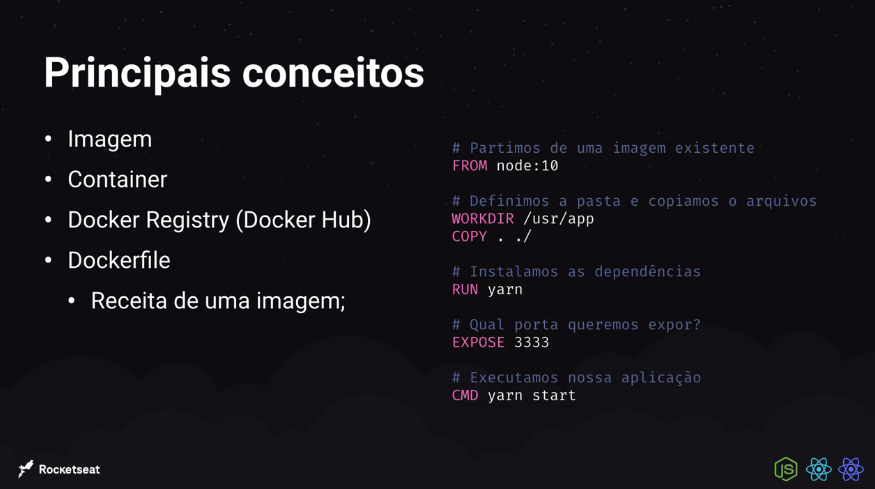 Principais conceitos
• Imagem
• Container
• Docker Registry (Docker Hub)
• Dockerfile
• Receita de uma imagem;
# Partimos de uma imagem existente
FROM node:10
# Definimos a pasta e copiamos o arquivos
WORKDIR /usr/app
COPY . ./
# Instalamos as dependências
RUN yarn
# Qual porta queremos expor?
EXPOSE 3333
# Executamos nossa aplicação
CMD yarn start
Rocketseat
JS